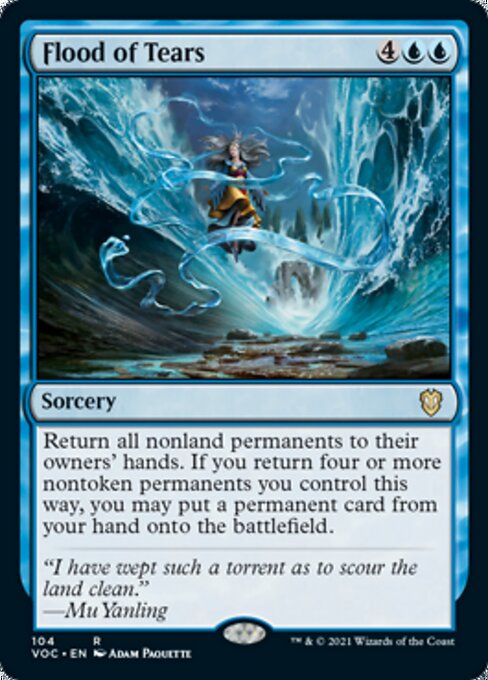 Flood of Tears 4
Sorcery
Return all nonland permanents to their
owners' hands. If you return four or more
nontoken permanents you control this
way, you may put a permanent card from
your hand onto the battlefield.
“I have wept such a torrent as to scour the
land clean.”
—Mu Yanling
104 R
VOC • EN Adam Paquette
™ & © 2021 Wizards of the Coast